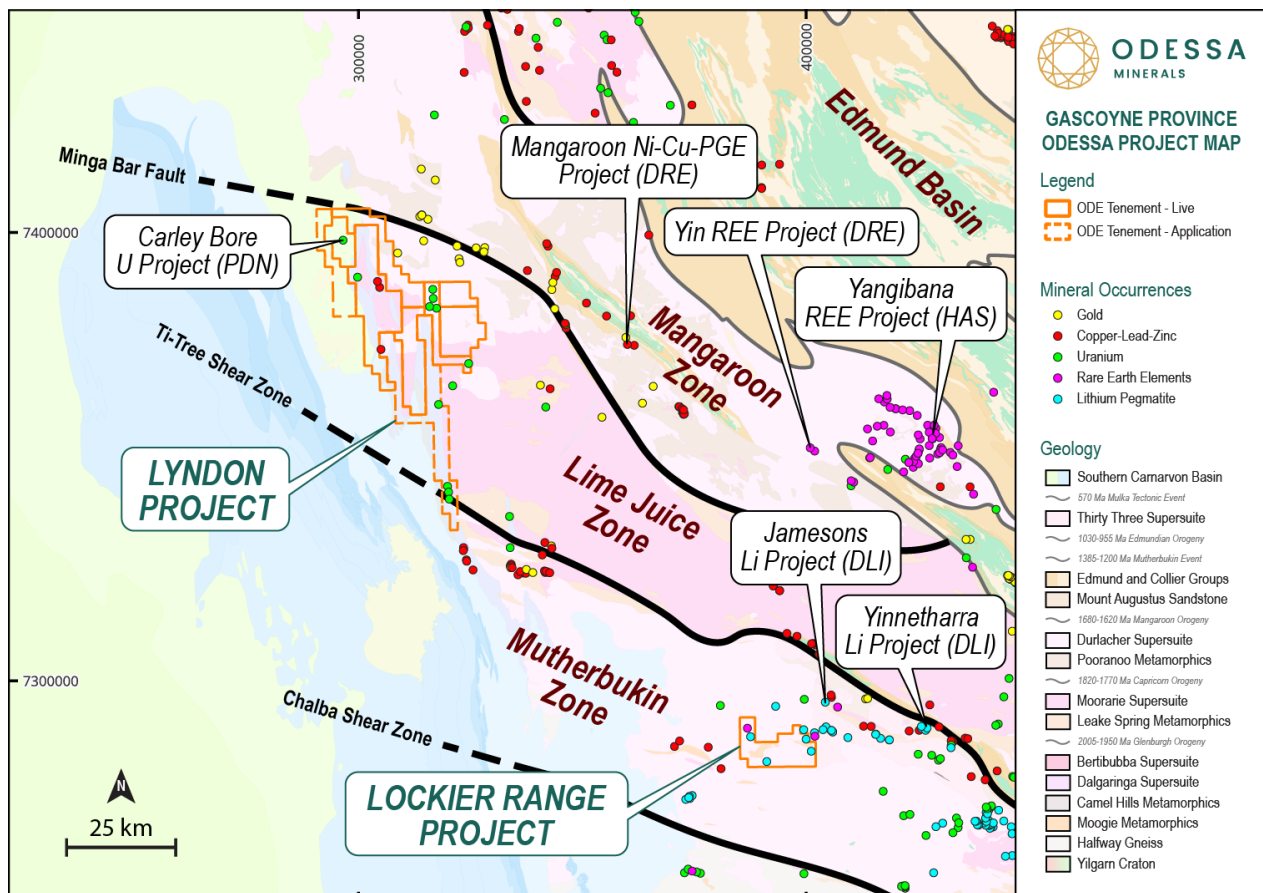 300000
400000
7400000
7300000
Minga Bar Fault
Carley Bore
U Project (PDN)
Ti-Tree Shear Zone
Mangaroon Ni-Cu-PGE
Project (DRE)
Edmund Basin
Yin REE Project (DRE)
Yangibana
REE Project (HAS)
Mangaroon
Zone
LYNDON
PROJECT
Lime Juice
Zone
Jamesons
Li Project (DLI)
Yinnetharra
Li Project (DLI)
Mutherbukin
Zone
Chalba Shear Zone
LOCKIER RANGE
PROJECT
N
25 km
ODESSA
MINERALS
GASCOYNE PROVINCE
ODESSA PROJECT MAP
Legend
ODE Tenement - Live
ODE Tenement - Application
Mineral Occurrences
Gold
Copper-Lead-Zinc
Uranium
Rare Earth Elements
Lithium Pegmatite
Geology
Southern Carnarvon Basin
570 Ma Mulka Tectonic Event
Thirty Three Supersuite
1030-955 Ma Edmundian Orogeny
1385-1200 Ma Mutherbukin Event
Edmund and Collier Groups
Mount Augustus Sandstone
1680-1620 Ma Mangaroon Orogeny
Durlacher Supersuite
Pooranoo Metamorphics
1820-1770 Ma Capricorn Orogeny
Moorarie Supersuite
Leake Spring Metamorphics
2005-1950 Ma Glenburgh Orogeny
Bertibubba Supersuite
Dalgaringa Supersuite
Camel Hills Metamorphics
Moogie Metamorphics
Halfway Gneiss
Yilgarn Craton